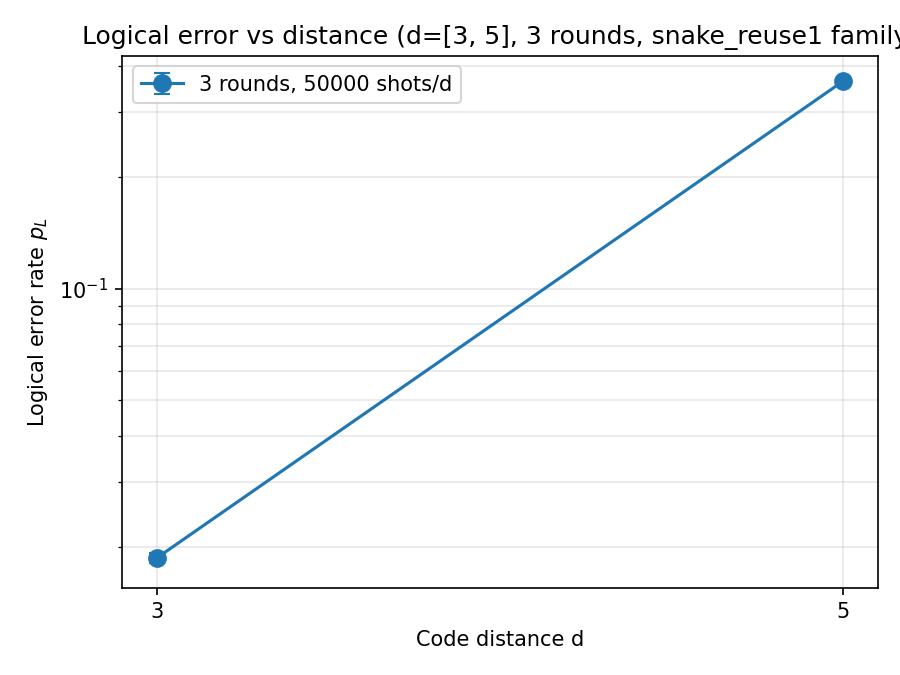 Logical error vs distance (d=[3, 5], 3 rounds, snake_reuse1 family
3 rounds, 50000 shots/d
Logical error rate p_L
10^−1
3 5
Code distance d